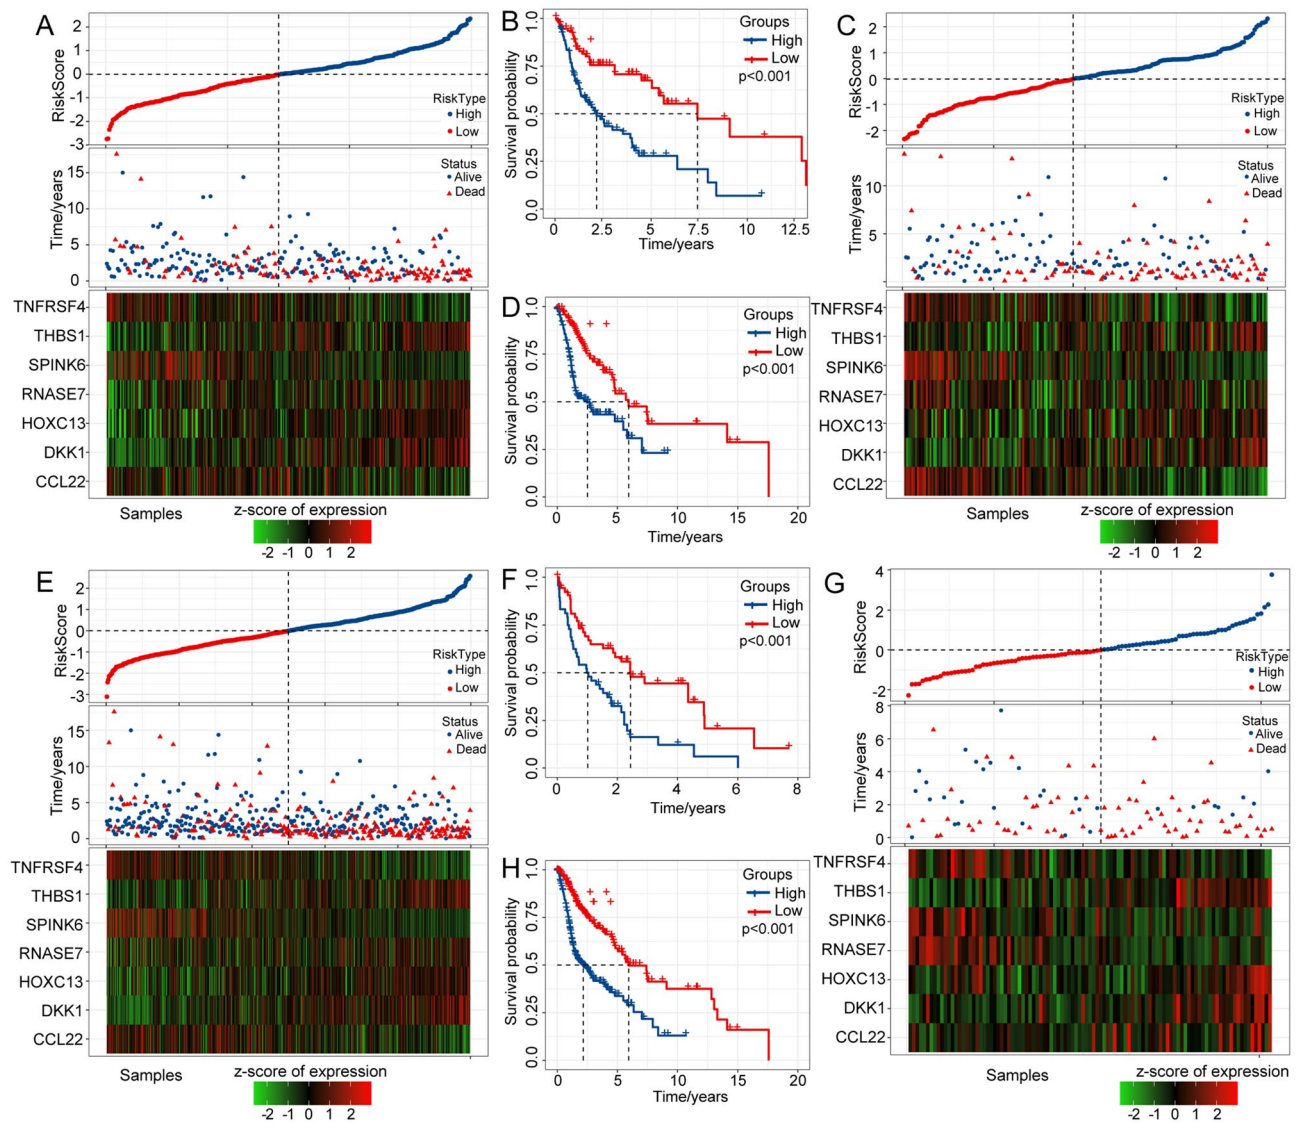 A
RiskScore
2
1
0
-1
-2
-3
RiskType
High
Low
Time/years
15
10
5
0
Status
Alive
Dead
TNFRSF4
THBS1
SPINK6
RNASE7
HOXC13
DKK1
CCL22
Samples
z-score of expression
-2 -1 0 1 2
B
Survival probability
1.0
0.75
0.5
0.25
0.0
Groups
High
Low
p<0.001
0 2.5 5 7.5 10 12.5
Time/years
C
RiskScore
2
1
0
-1
-2
RiskType
High
Low
Time/years
10
5
Status
Alive
Dead
TNFRSF4
THBS1
SPINK6
RNASE7
HOXC13
DKK1
CCL22
Samples
z-score of expression
-2 -1 0 1 2
D
Survival probability
1.0
0.75
0.5
0.25
0.0
Groups
High
Low
p<0.001
0 5 10 15 20
Time/years
E
RiskScore
2
1
0
-1
-2
-3
RiskType
High
Low
Time/years
15
10
5
0
Status
Alive
Dead
TNFRSF4
THBS1
SPINK6
RNASE7
HOXC13
DKK1
CCL22
Samples
z-score of expression
-2 -1 0 1 2
F
Survival probability
1.0
0.75
0.5
0.25
0.0
Groups
High
Low
p<0.001
0 2 4 6 8
Time/years
G
RiskScore
4
2
0
-2
RiskType
High
Low
Time/years
8
6
4
2
0
Status
Alive
Dead
TNFRSF4
THBS1
SPINK6
RNASE7
HOXC13
DKK1
CCL22
Samples
z-score of expression
-2 -1 0 1 2
H
Survival probability
1.0
0.75
0.5
0.25
0.0
Groups
High
Low
p<0.001
0 5 10 15 20
Time/years